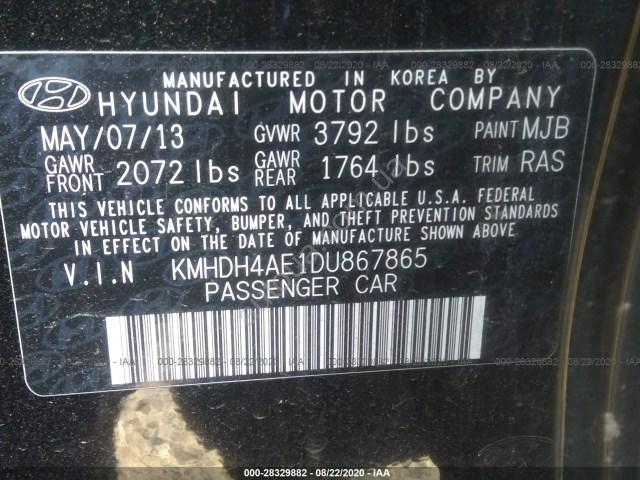 MANUFACTURED IN KOREA BY
HYUNDAI MOTOR COMPANY
MAY/07/13 GVWR 3792 lbs PAINT MJB
GAWR FRONT 2072 lbs GAWR REAR 1764 lbs TRIM RAS
THIS VEHICLE CONFORMS TO ALL APPLICABLE U.S.A. FEDERAL
MOTOR VEHICLE SAFETY, BUMPER, AND THEFT PREVENTION STANDARDS
IN EFFECT ON THE DATE OF MANUFACTURE SHOWN ABOVE.
V.I.N KMHDH4AE1DU867865
PASSENGER CAR
000-28329882 - 08/22/2020 - IAA